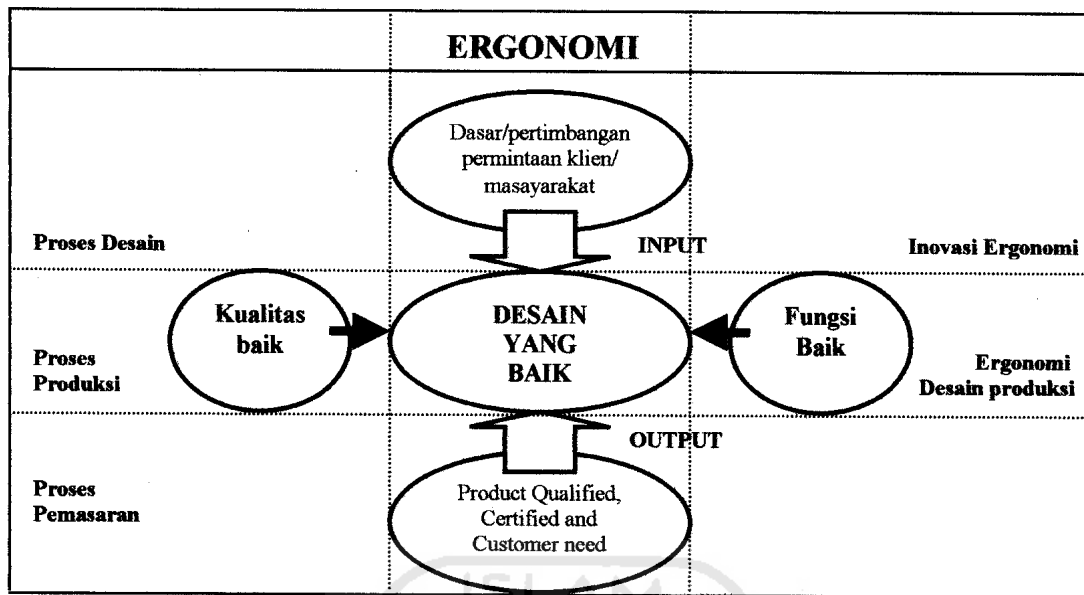 ERGONOMI
Dasar/pertimbangan
permintaan klien/
masayarakat
Proses Desain
INPUT
Inovasi Ergonomi
Kualitas
baik
DESAIN
YANG
BAIK
Fungsi
Baik
Proses
Produksi
Ergonomi
Desain produksi
OUTPUT
Proses
Pemasaran
Product Qualified,
Certified and
Customer need
ISLAM